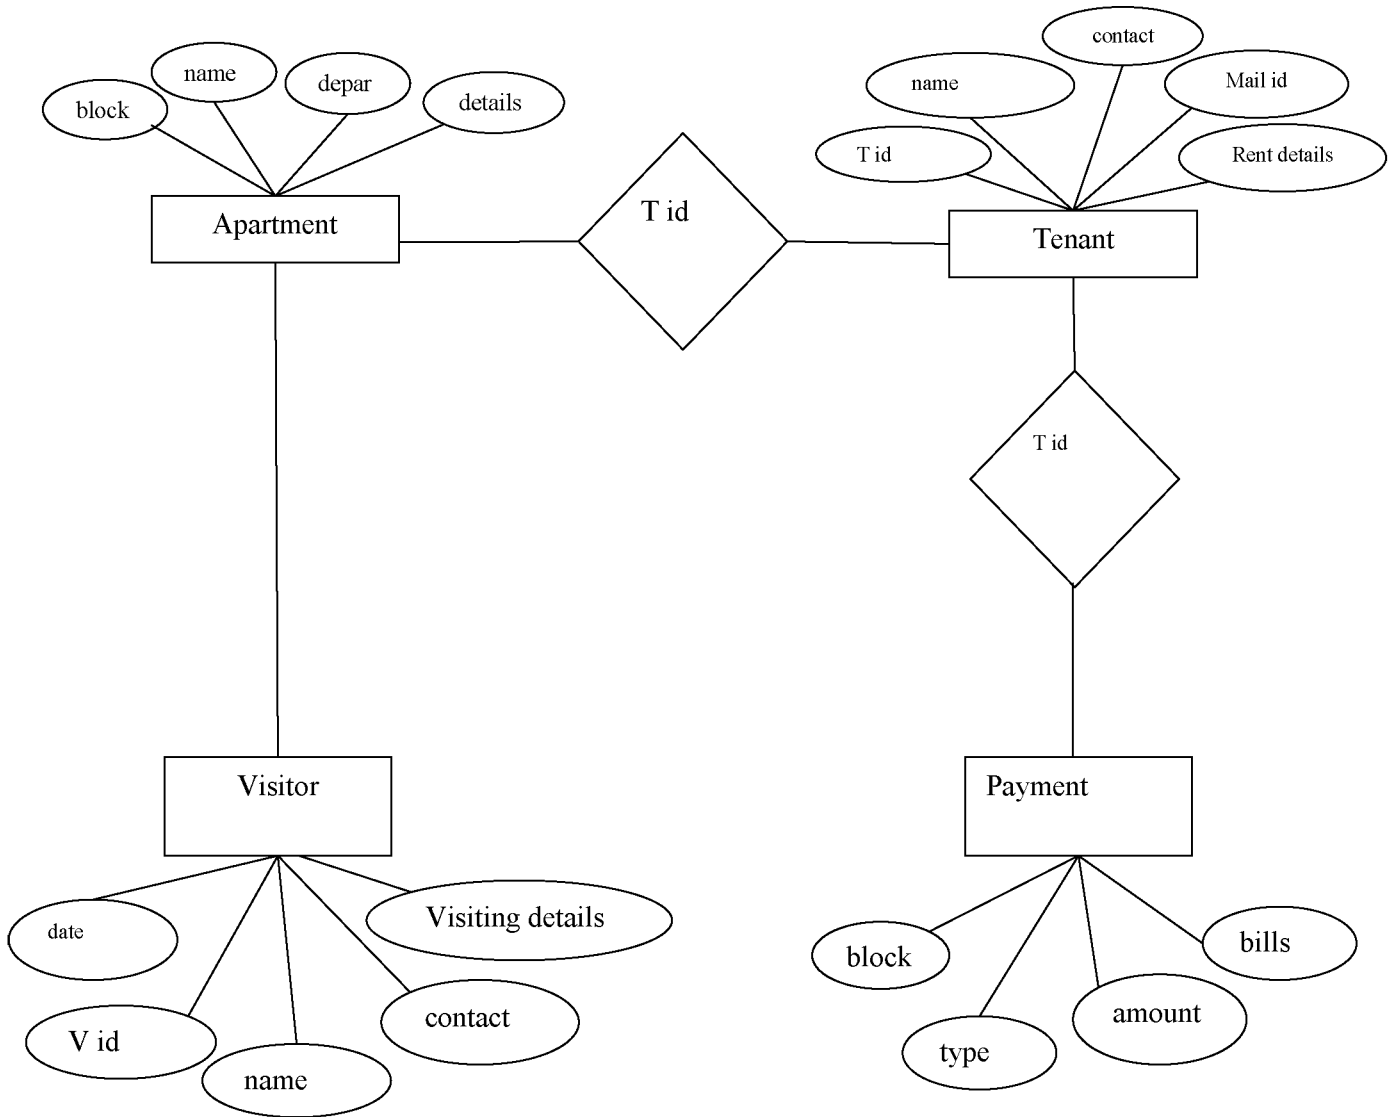 contact
name
depar
name
Mail id
details
block
T id
Rent details
Apartment
T id
Tenant
T id
Visitor
Payment
Visiting details
date
bills
block
contact
amount
V id
type
name